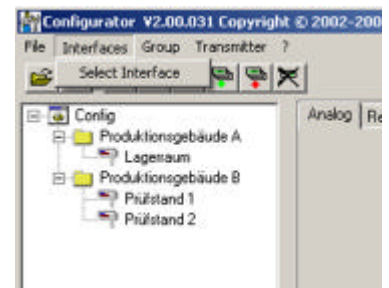 Configurator V2.00.031 Copyright © 2002-200
File Interfaces Group Transmitter ?
Select Interface
Config
Produktionsgebäude A
Lagerraum
Produktionsgebäude B
Prüfstand 1
Prüfstand 2
Analog Re